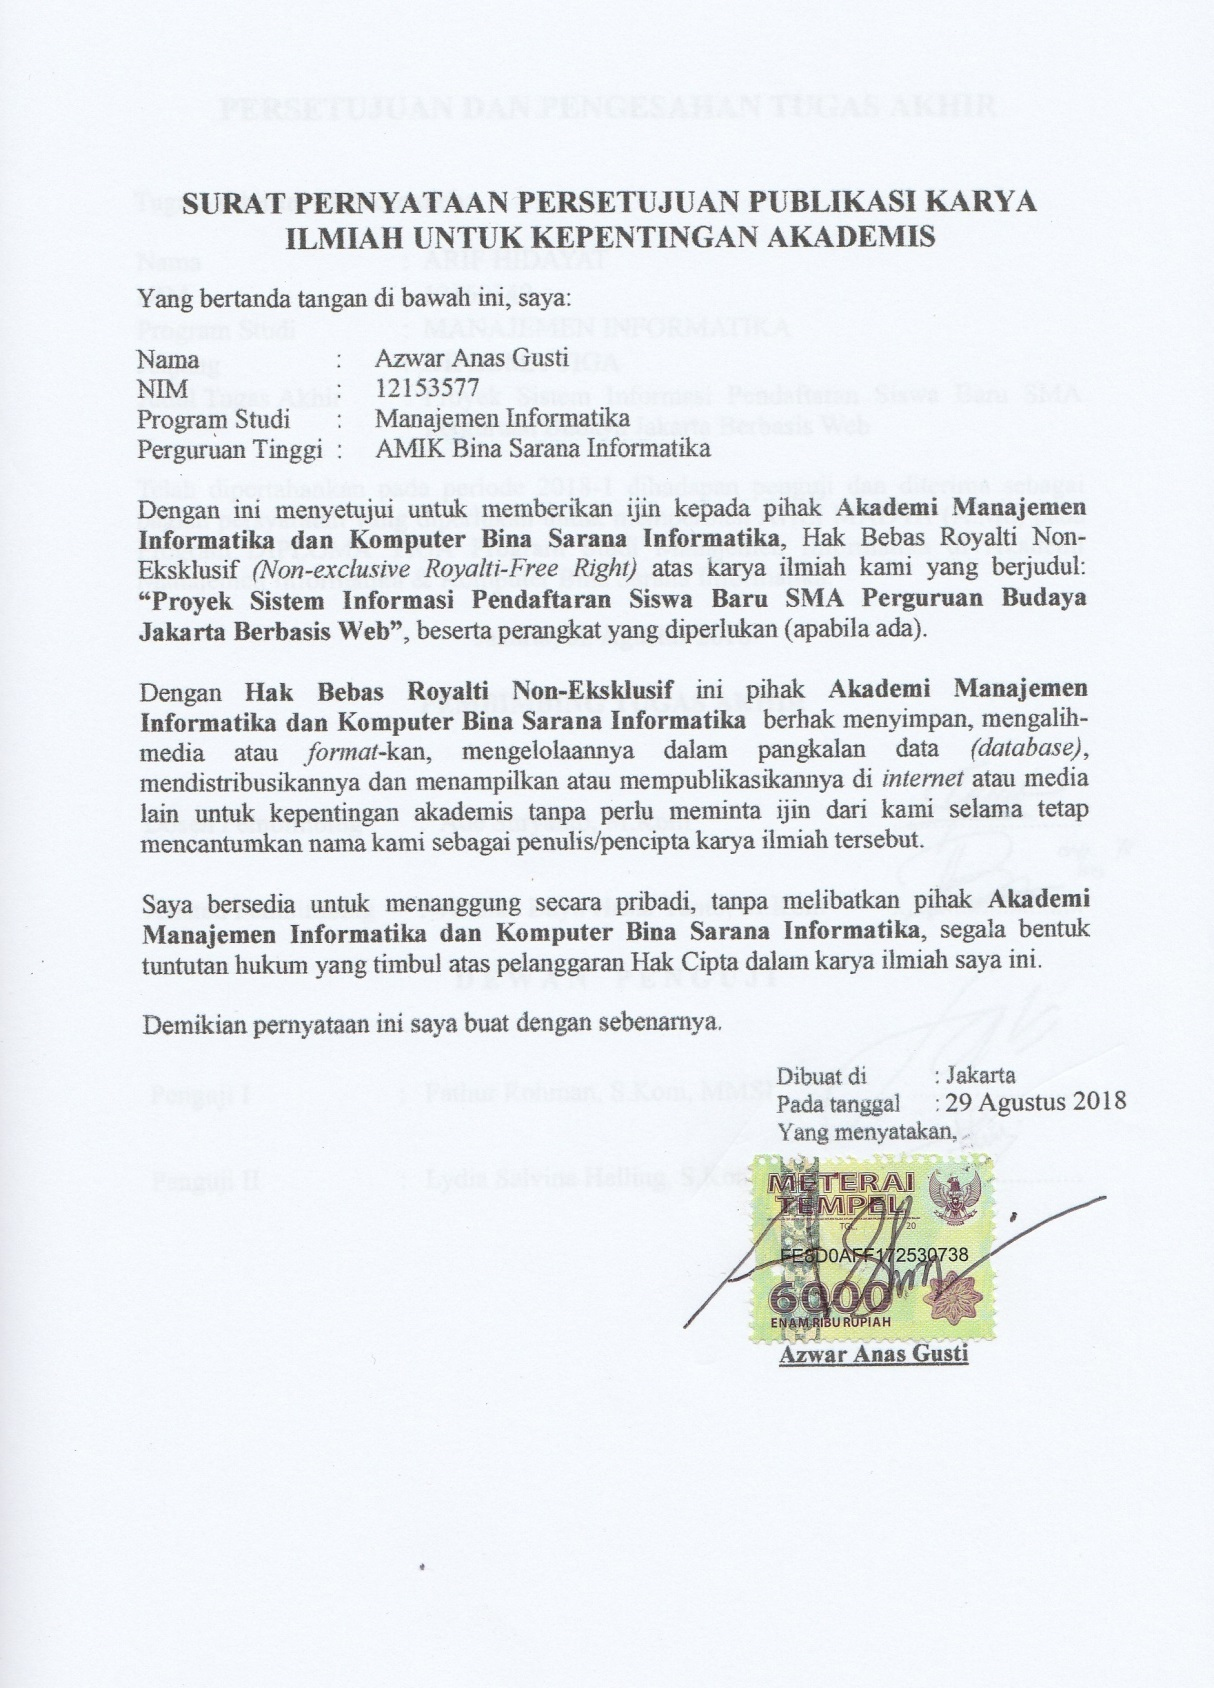 SURAT PERNYATAAN PERSETUJUAN PUBLIKASI KARYA
ILMIAH UNTUK KEPENTINGAN AKADEMIS
Yang bertanda tangan di bawah ini, saya:
Nama : Azwar Anas Gusti
NIM : 12153577
Program Studi : Manajemen Informatika
Perguruan Tinggi : AMIK Bina Sarana Informatika
Dengan ini menyetujui untuk memberikan ijin kepada pihak Akademi Manajemen
Informatika dan Komputer Bina Sarana Informatika, Hak Bebas Royalti Non-
Eksklusif (Non-exclusive Royalti-Free Right) atas karya ilmiah kami yang berjudul:
“Proyek Sistem Informasi Pendaftaran Siswa Baru SMA Perguruan Budaya
Jakarta Berbasis Web”, beserta perangkat yang diperlukan (apabila ada).
Dengan Hak Bebas Royalti Non-Eksklusif ini pihak Akademi Manajemen
Informatika dan Komputer Bina Sarana Informatika berhak menyimpan, mengalih-
media atau format-kan, mengelolaannya dalam pangkalan data (database),
mendistribusikannya dan menampilkan atau mempublikasikannya di internet atau media
lain untuk kepentingan akademis tanpa perlu meminta ijin dari kami selama tetap
mencantumkan nama kami sebagai penulis/pencipta karya ilmiah tersebut.
Saya bersedia untuk menanggung secara pribadi, tanpa melibatkan pihak Akademi
Manajemen Informatika dan Komputer Bina Sarana Informatika, segala bentuk
tuntutan hukum yang timbul atas pelanggaran Hak Cipta dalam karya ilmiah saya ini.
Demikian pernyataan ini saya buat dengan sebenarnya.
Dibuat di : Jakarta
Pada tanggal : 29 Agustus 2018
Yang menyatakan,
METERAI
TEMPEL
TGL. 20
FE8D0AFF172530738
6000
ENAM RIBU RUPIAH
Azwar Anas Gusti